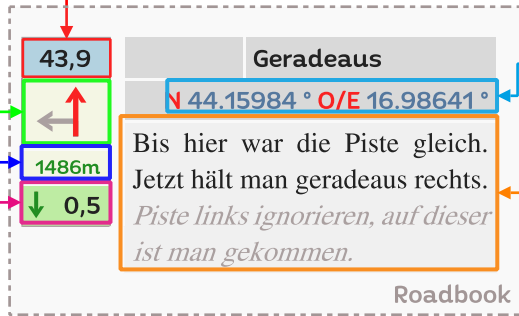 43,9
Geradeaus
N 44.15984 ° O/E 16.98641 °
1486m
0,5
Bis hier war die Piste gleich.
Jetzt hält man geradeaus rechts.
Piste links ignorieren, auf dieser
ist man gekommen.
Roadbook